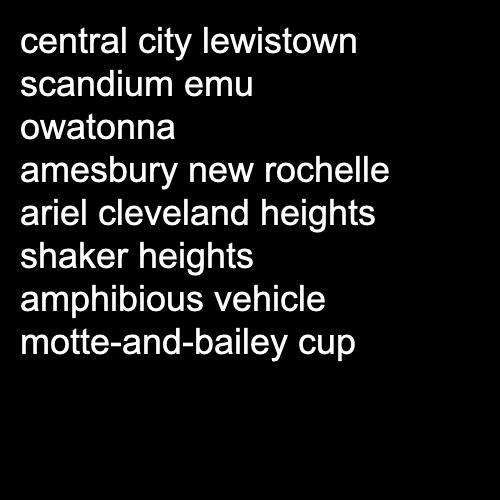 central city lewistown
scandium emu
owatonna
amesbury new rochelle
ariel cleveland heights
shaker heights
amphibious vehicle
motte-and-bailey cup